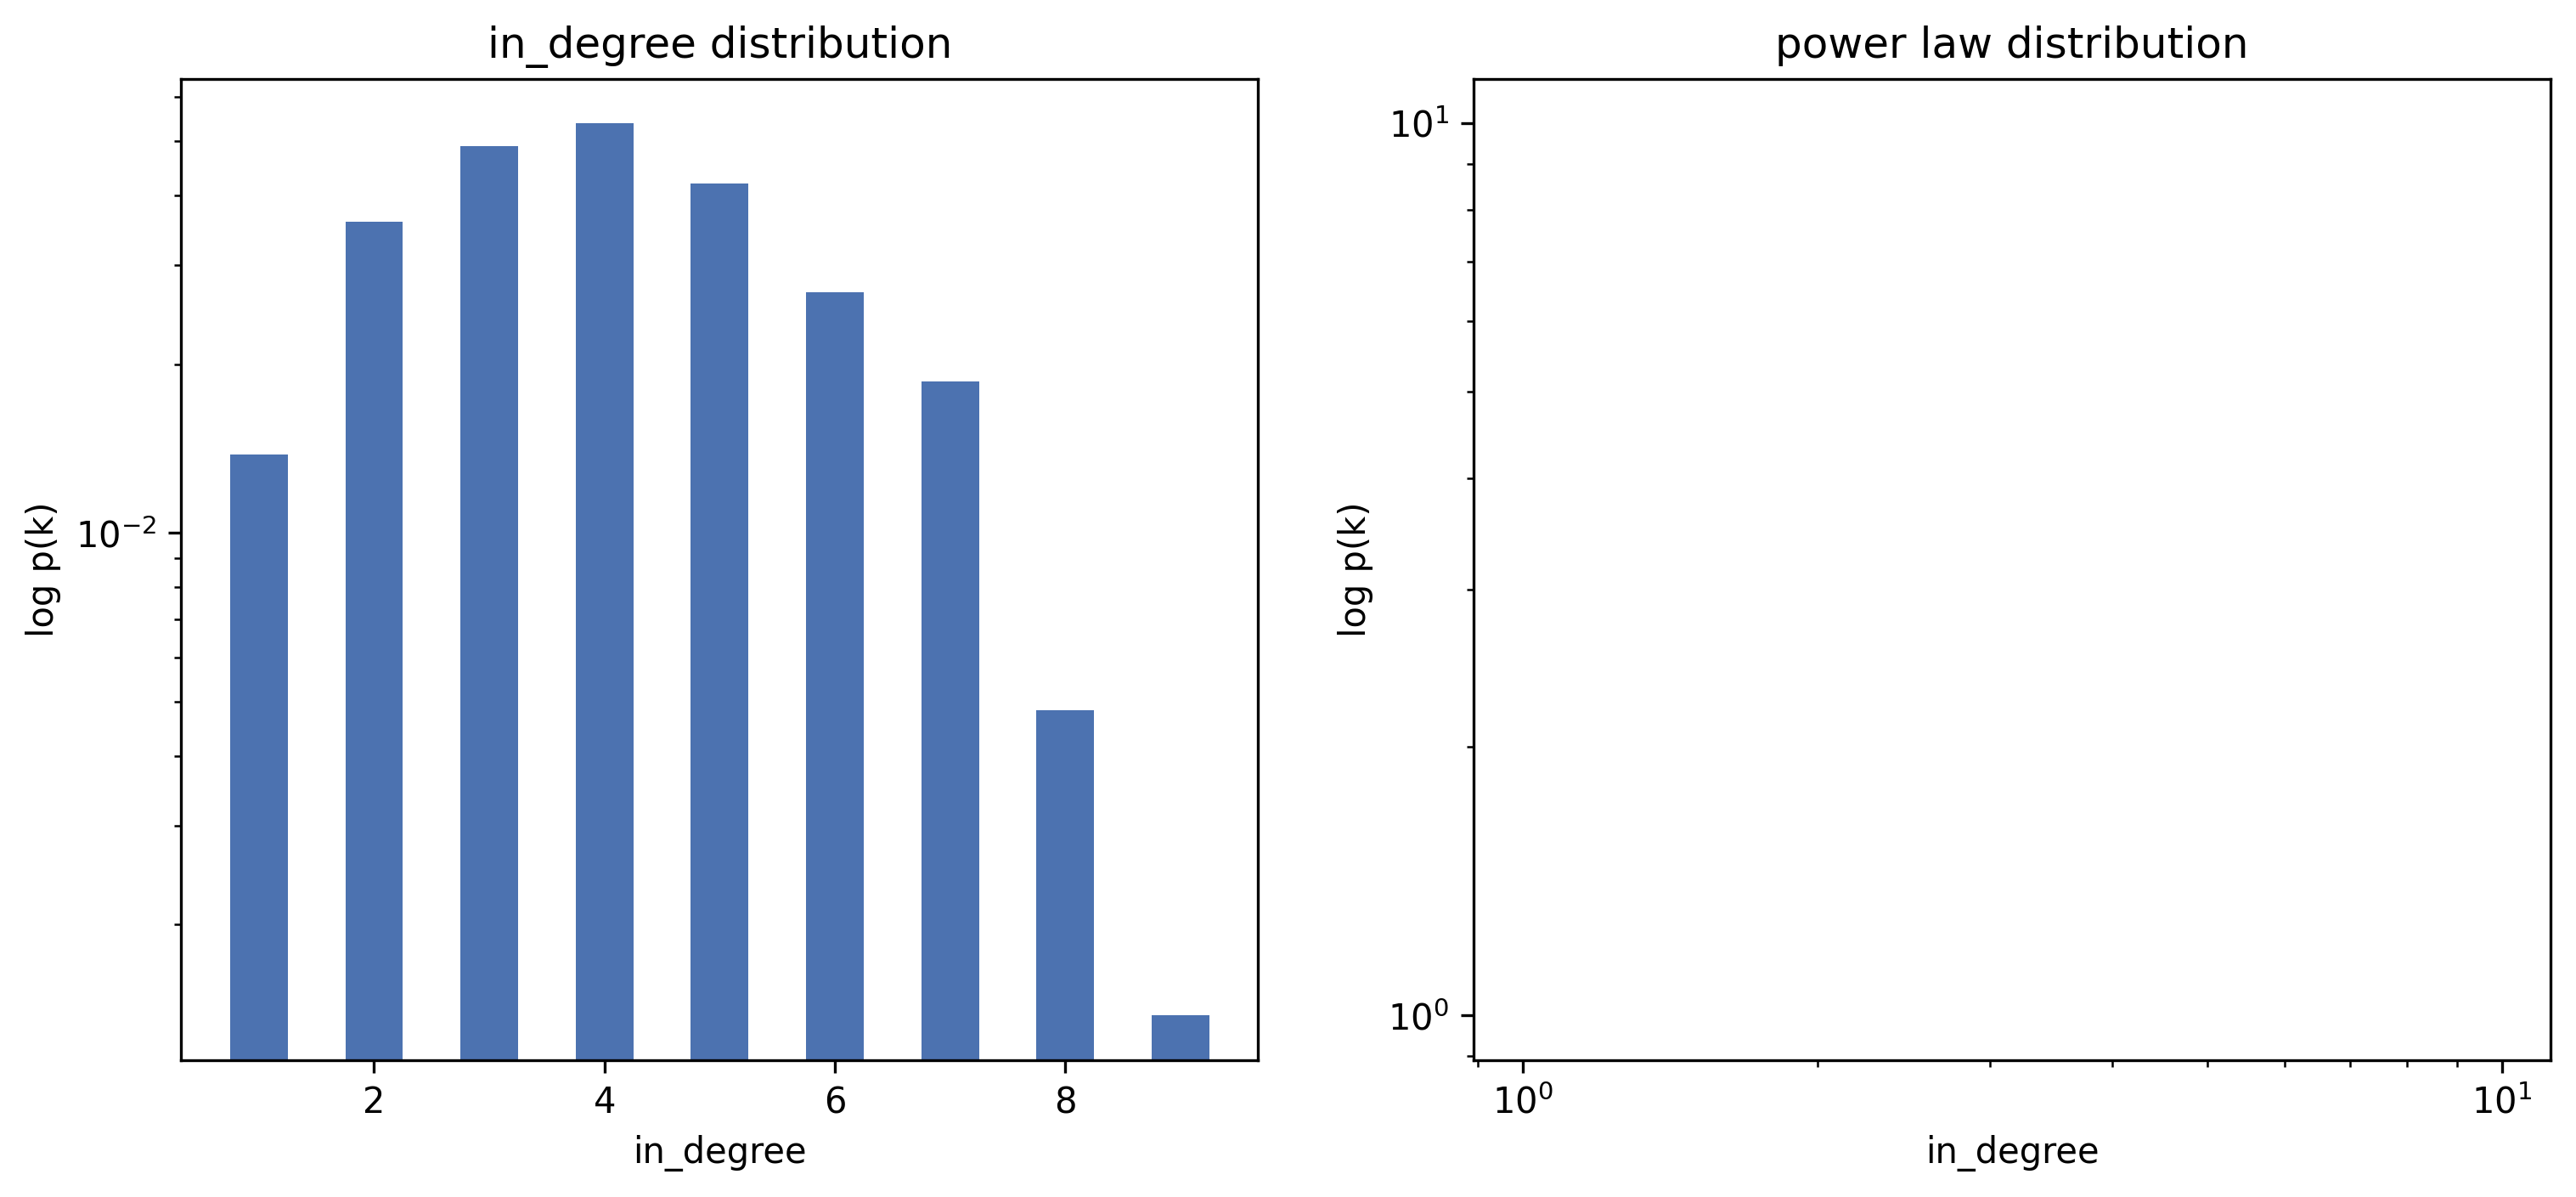 in_degree distribution
log p(k)
10⁻²
2
4
6
8
in_degree
power law distribution
log p(k)
10¹
10⁰
10⁰
10¹
in_degree